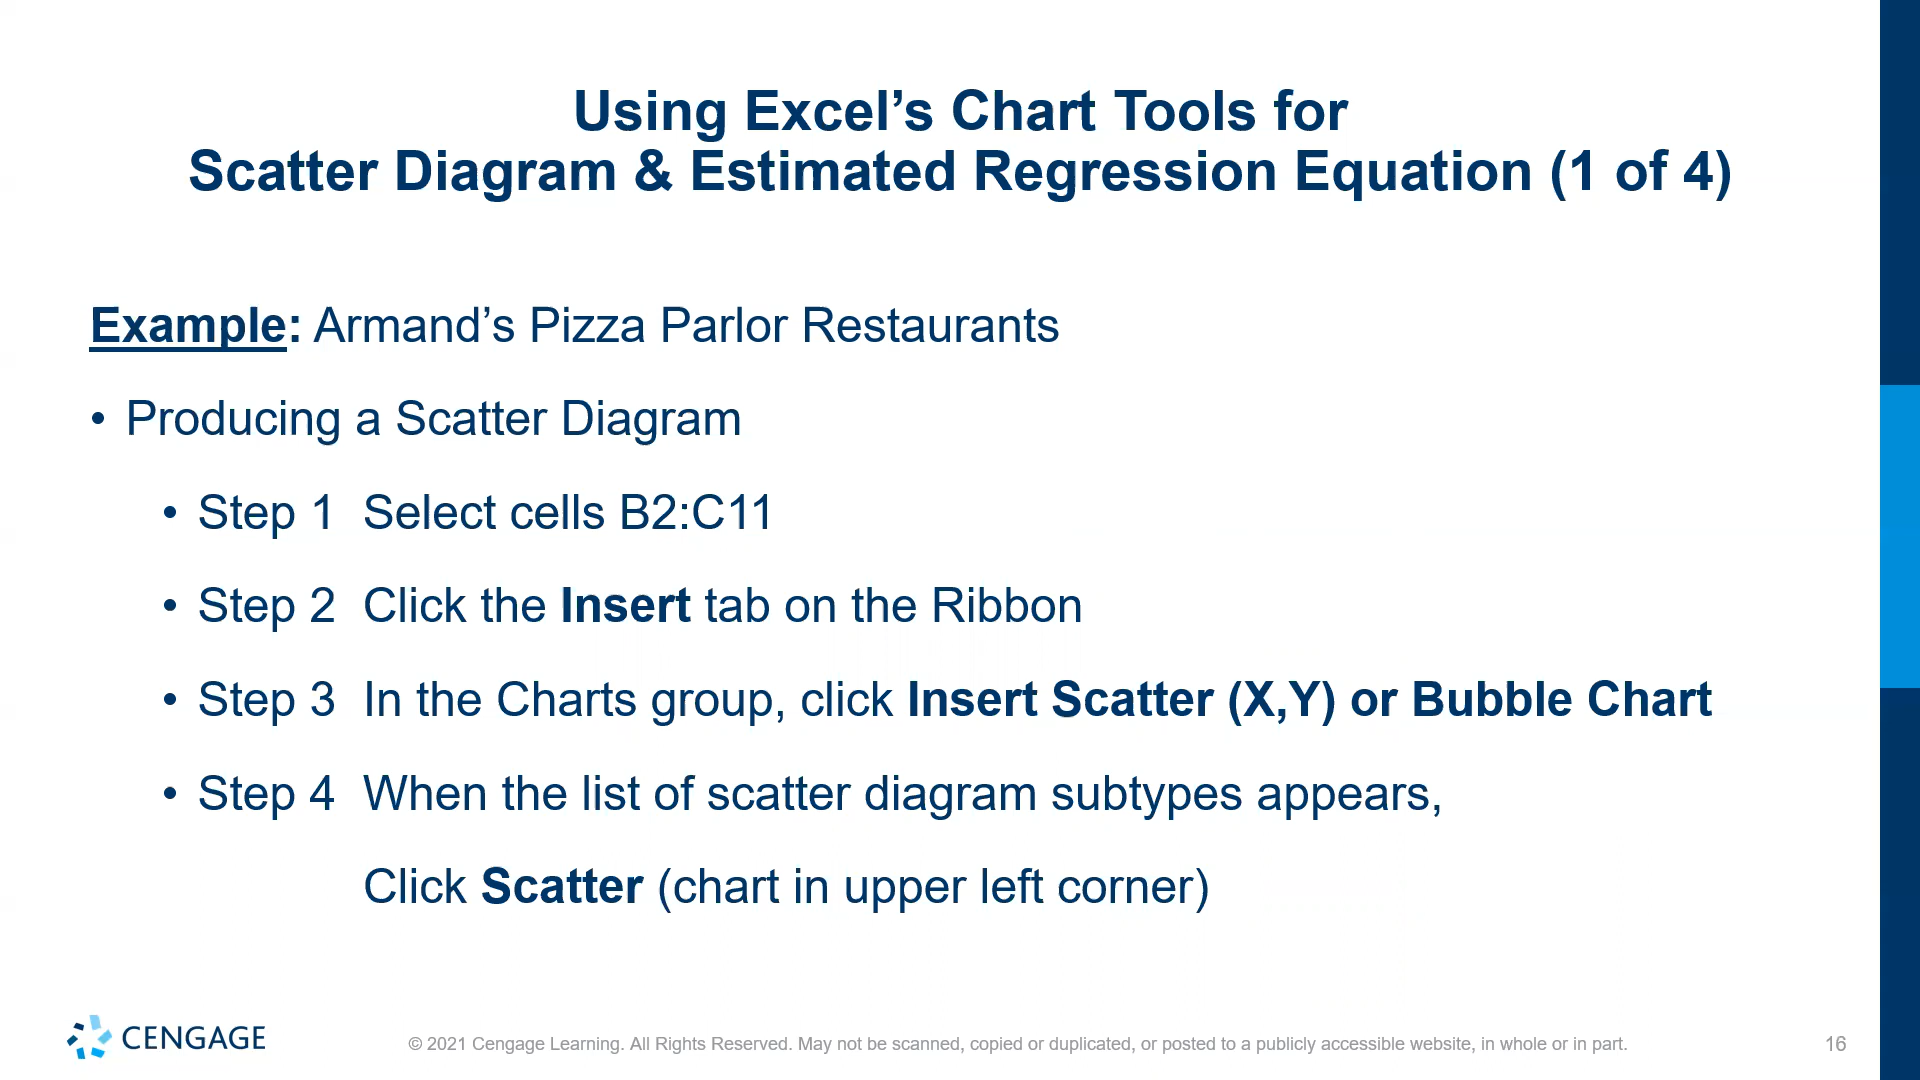 Using Excel’s Chart Tools for
Scatter Diagram & Estimated Regression Equation (1 of 4)
Example: Armand’s Pizza Parlor Restaurants
• Producing a Scatter Diagram
• Step 1 Select cells B2:C11
• Step 2 Click the Insert tab on the Ribbon
• Step 3 In the Charts group, click Insert Scatter (X,Y) or Bubble Chart
• Step 4 When the list of scatter diagram subtypes appears,
Click Scatter (chart in upper left corner)
CENGAGE
© 2021 Cengage Learning. All Rights Reserved. May not be scanned, copied or duplicated, or posted to a publicly accessible website, in whole or in part.
16